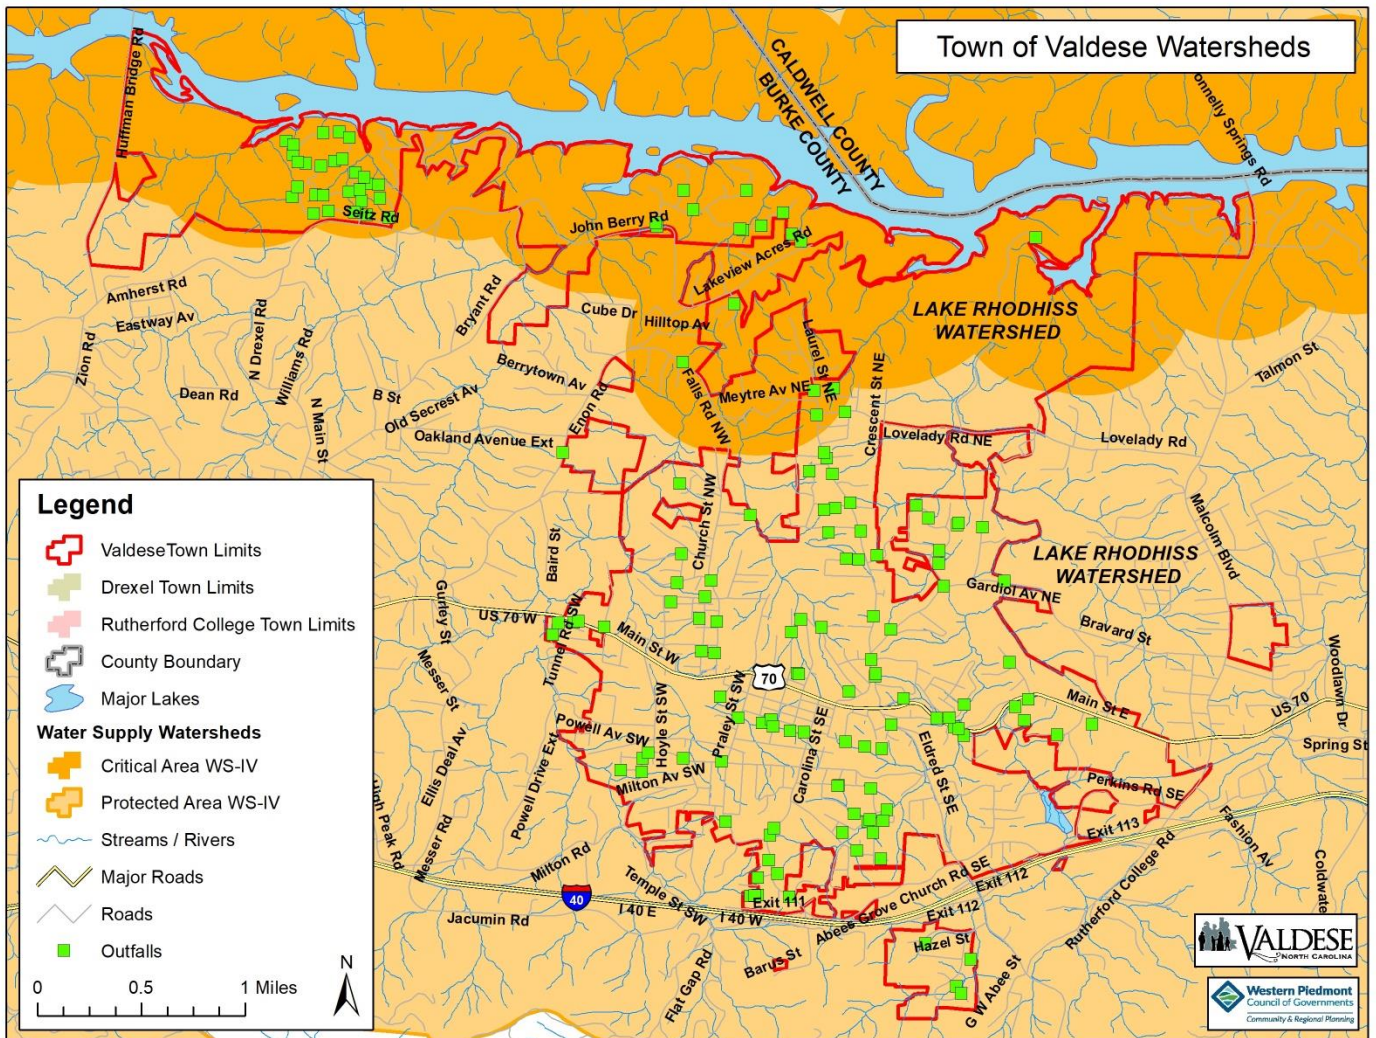 Town of Valdese Watersheds
CALDWELL COUNTY
BURKE COUNTY
Huffman Bridge Rd
onnelly Springs Rd
Seitz Rd
John Berry Rd
Lakeview Acres Rd
LAKE RHODHISS
WATERSHED
Amherst Rd
Eastway Av
Zion Rd
N Drexel Rd
Williams Rd
Bryant Rd
Cube Dr
Hilltop Av
Laurel St NE
Crescent St NE
Talmon St
Dean Rd
N Main St
B St
Old Secrest Av
Berrytown Av
Enon Rd
Falls Rd NW
Meytre Av NE
Oakland Avenue Ext
Lovelady Rd NE
Lovelady Rd
Malcolm Blvd
Church St NW
Baird St
LAKE RHODHISS
WATERSHED
Gardiol Av NE
Bravard St
Woodlawn Dr
Gurley St
US 70 W
Tunnel Rd SW
Main St W
70
Messer St
Main St E
US 70
Spring St
Powell Av SW
Hoyle St SW
Praley St SW
Carolina St SE
Eldred St SE
Milton Av SW
Perkins Rd SE
Ellis Deal Av
Powell Drive Ext
High Peak Rd
Messer Rd
Milton Rd
Exit 113
Fashion Av
Coldwate
40
Jacumin Rd
I 40 E
Temple St SW
I 40 W
Exit 111
Abees Grove Church Rd SE
Exit 112
Exit 112
Rutherford College Rd
Hazel St
Barus St
Flat Gap Rd
G W Abee St
Legend
Valdese Town Limits
Drexel Town Limits
Rutherford College Town Limits
County Boundary
Major Lakes
Water Supply Watersheds
Critical Area WS-IV
Protected Area WS-IV
Streams / Rivers
Major Roads
Roads
Outfalls
N
0 0.5 1 Miles
VALDESE
NORTH CAROLINA
Western Piedmont
Council of Governments
Community & Regional Planning